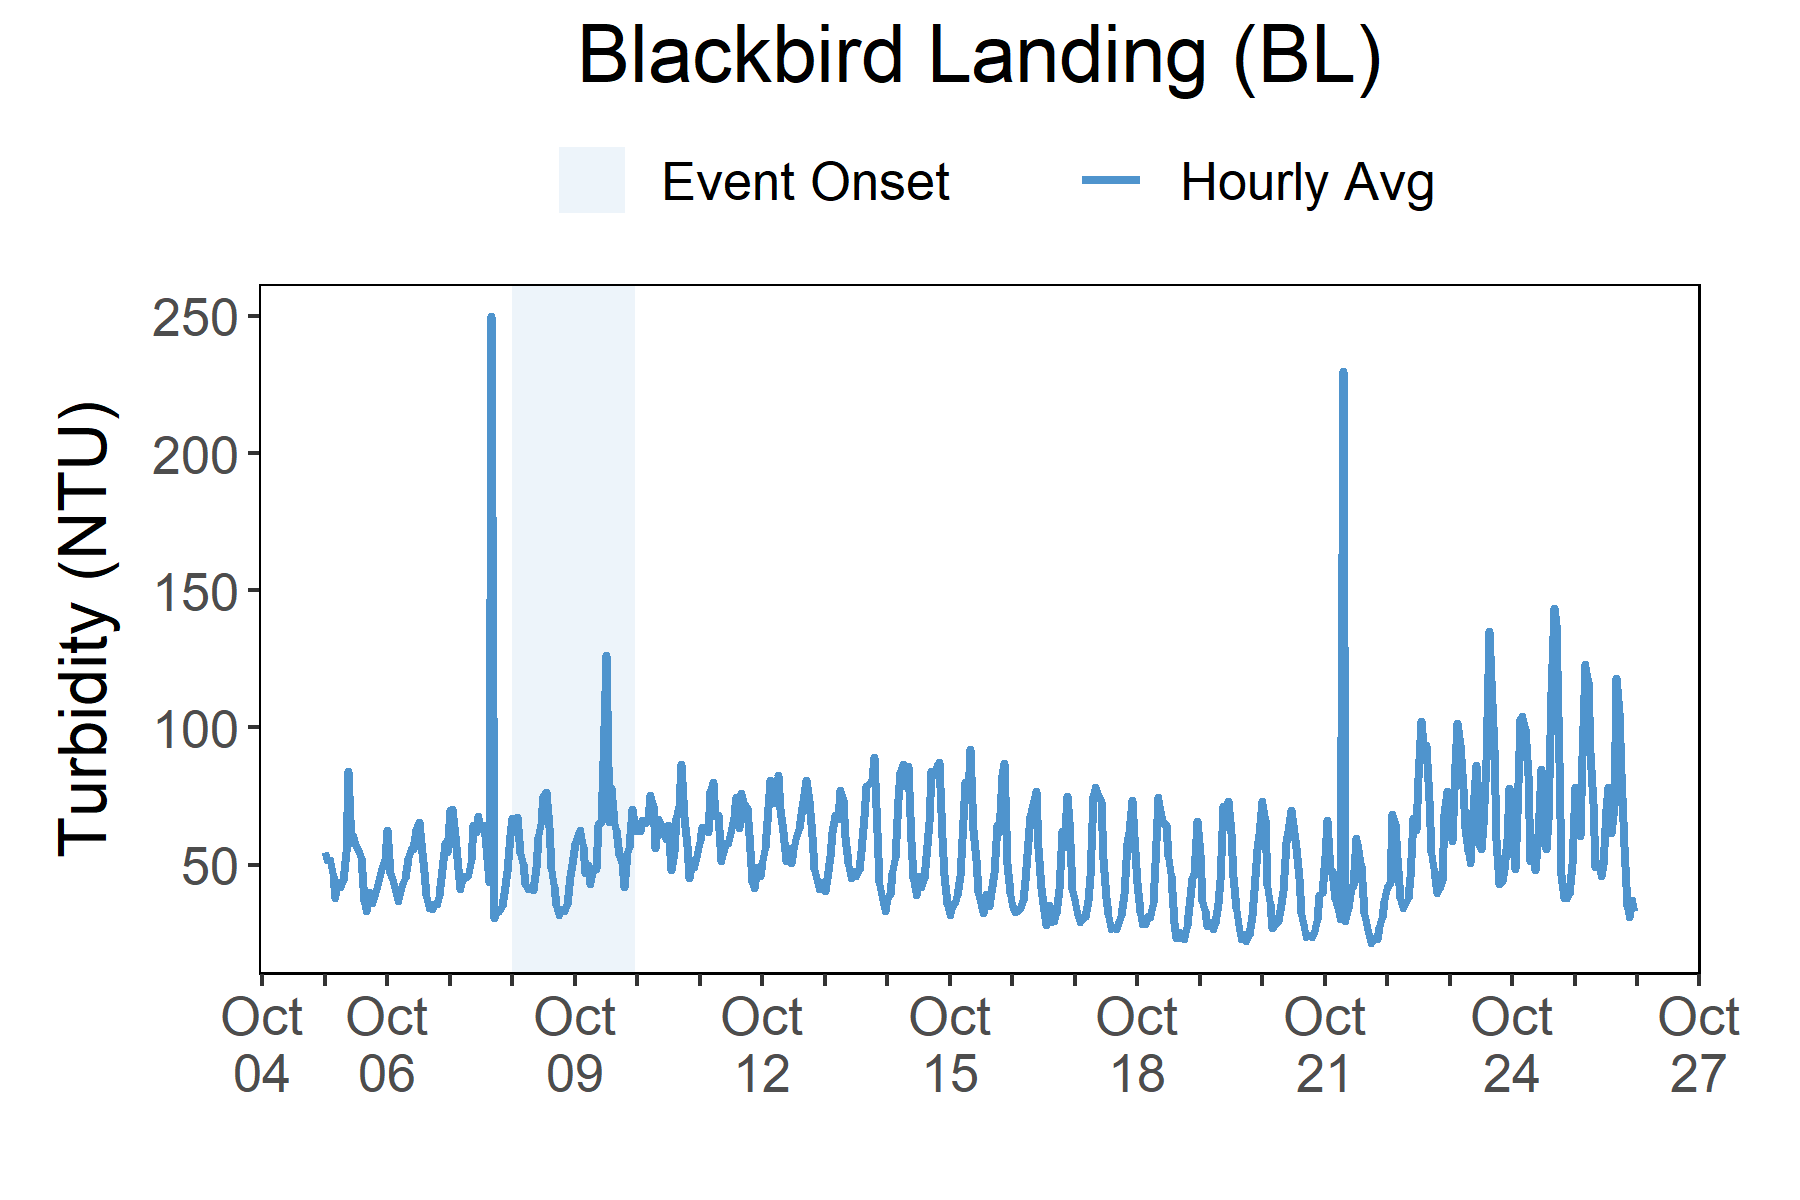 Blackbird Landing (BL)
Event Onset Hourly Avg
Turbidity (NTU)
250
200
150
100
50
Oct Oct Oct Oct Oct Oct Oct Oct Oct
04 06 09 12 15 18 21 24 27